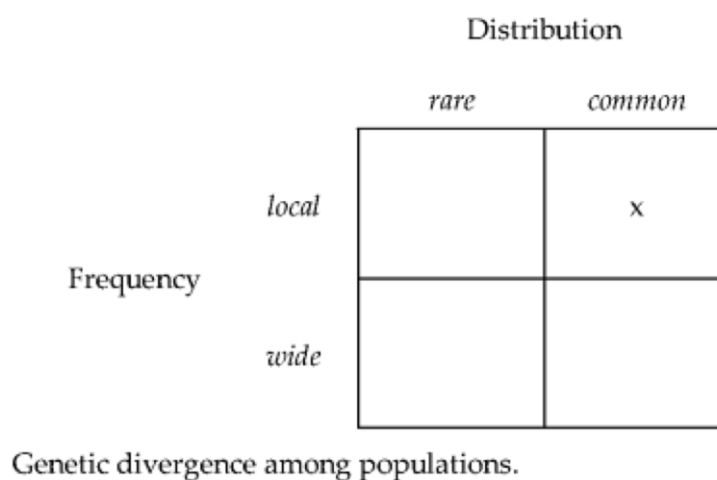 Distribution
rare common
local x
Frequency
wide
Genetic divergence among populations.